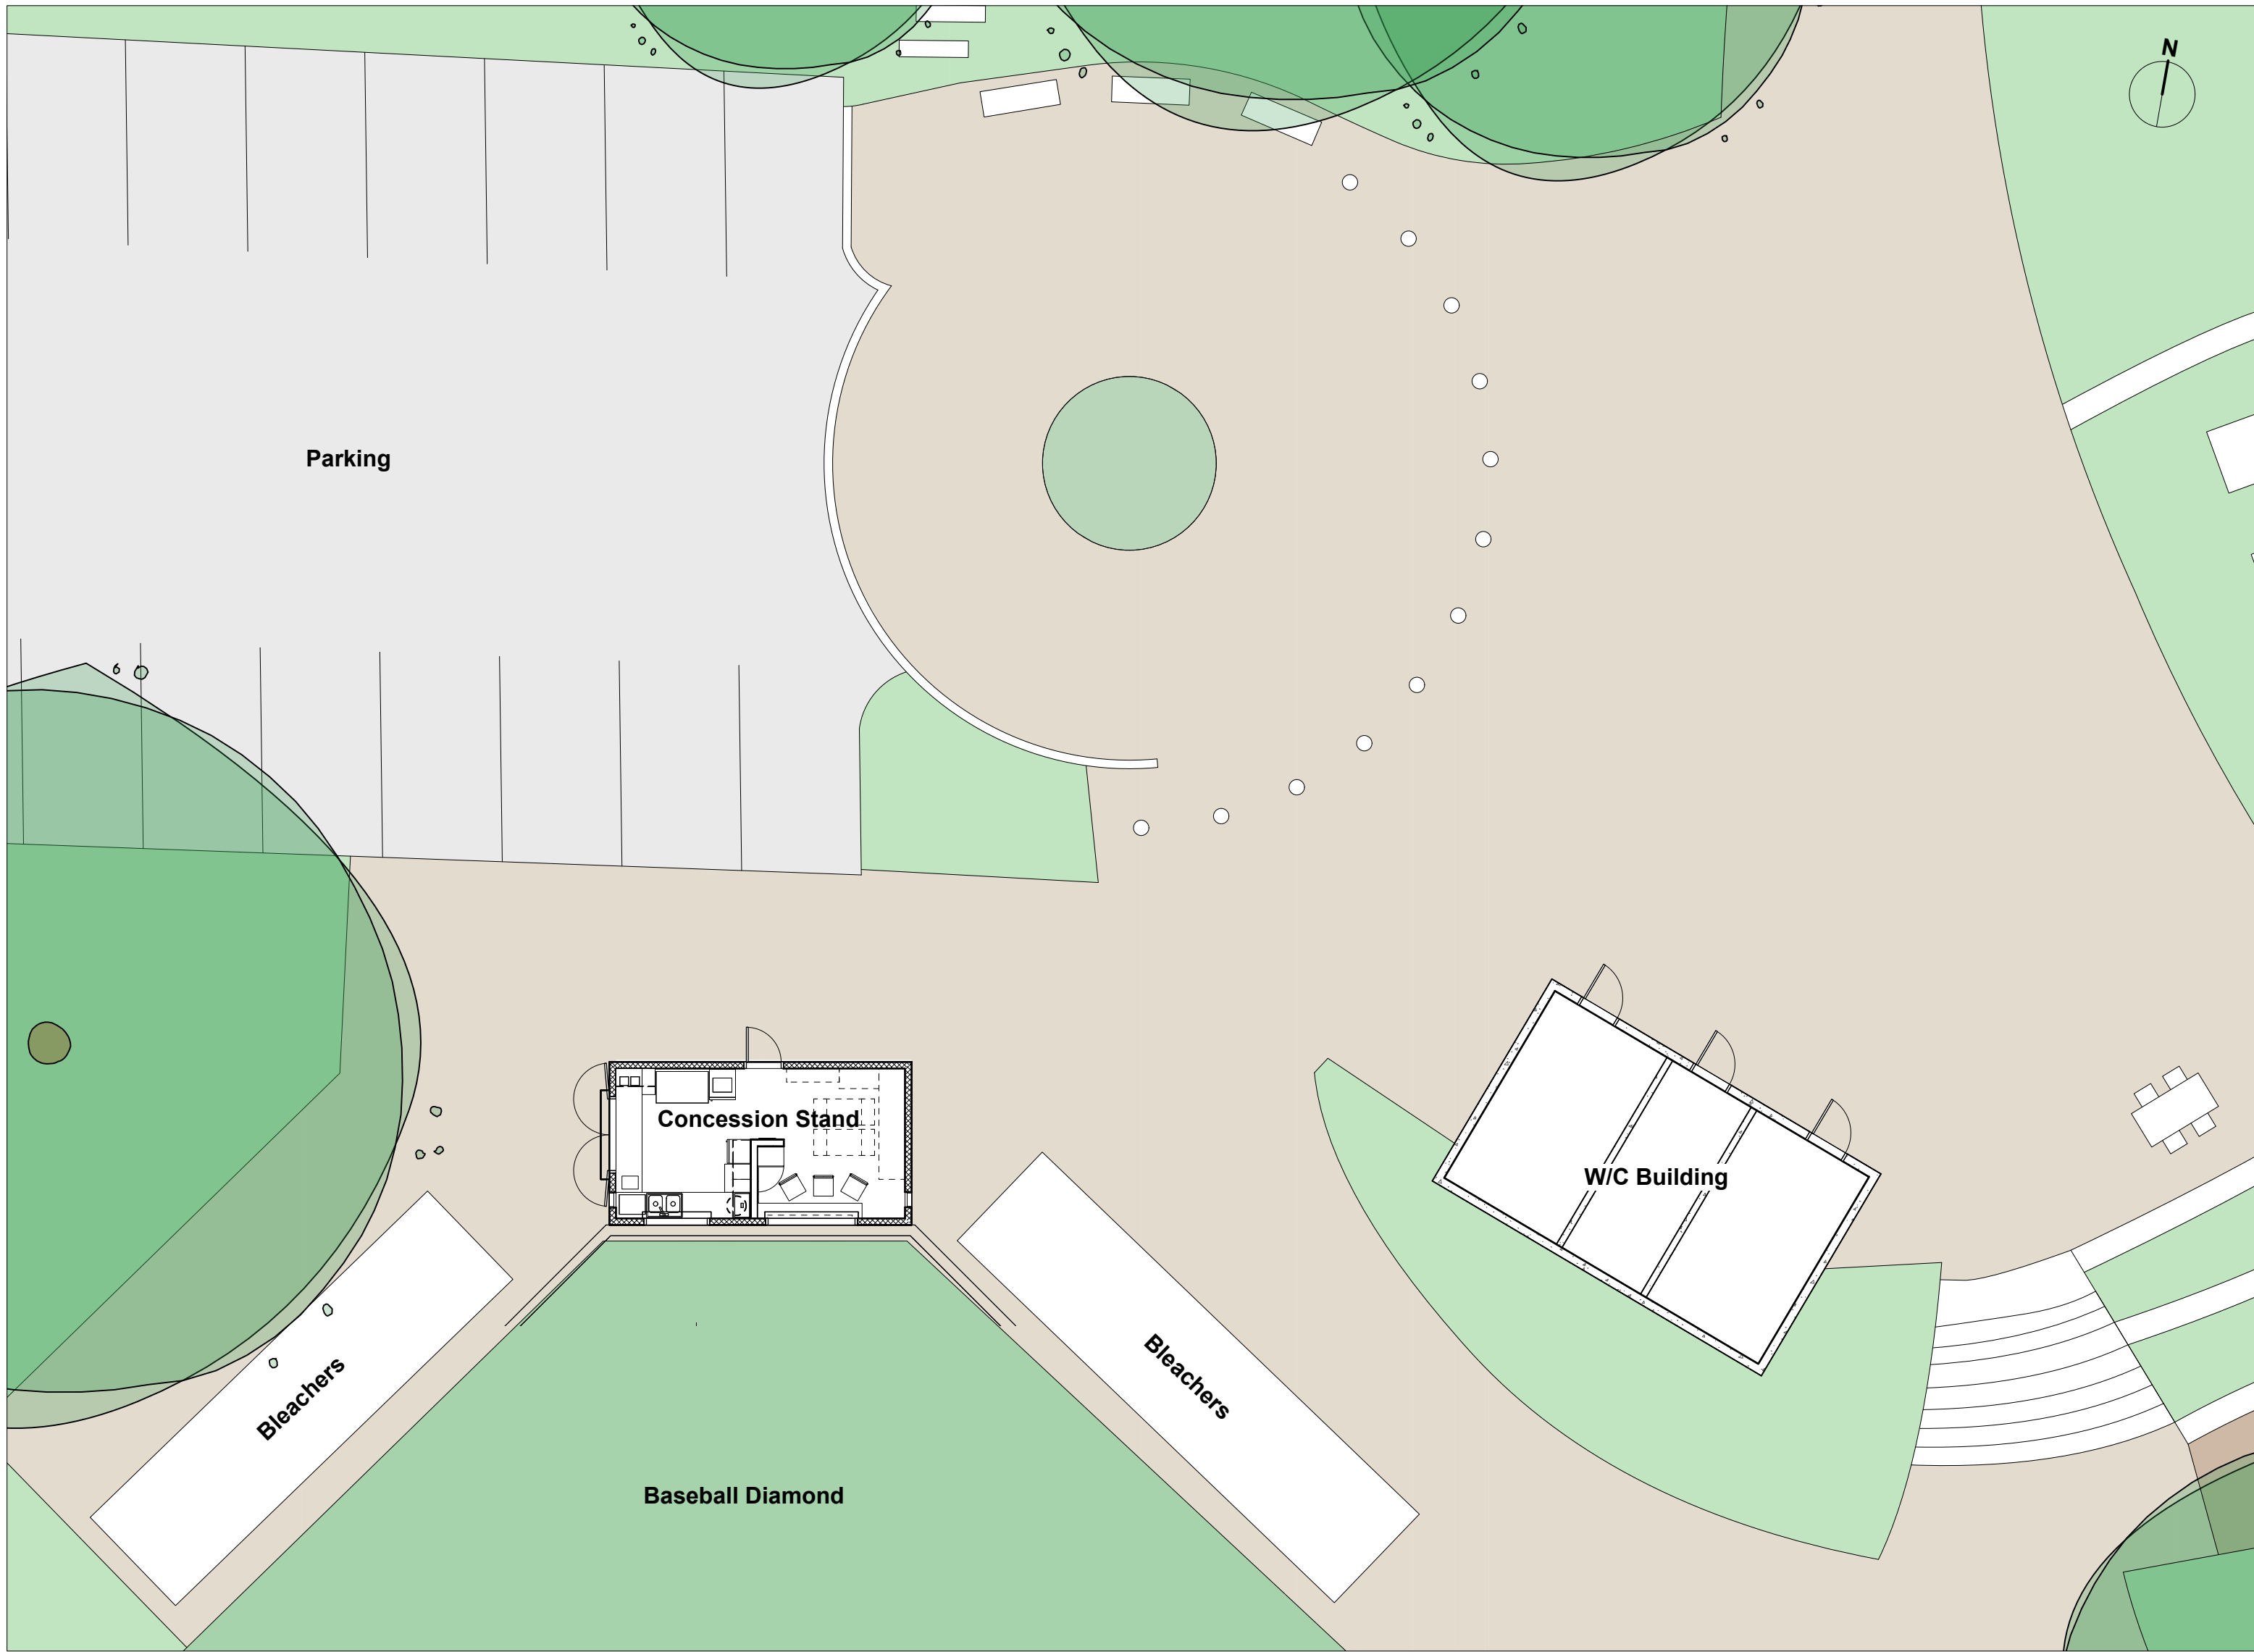 N
Parking
Concession Stand
W/C Building
Bleachers
Bleachers
Baseball Diamond